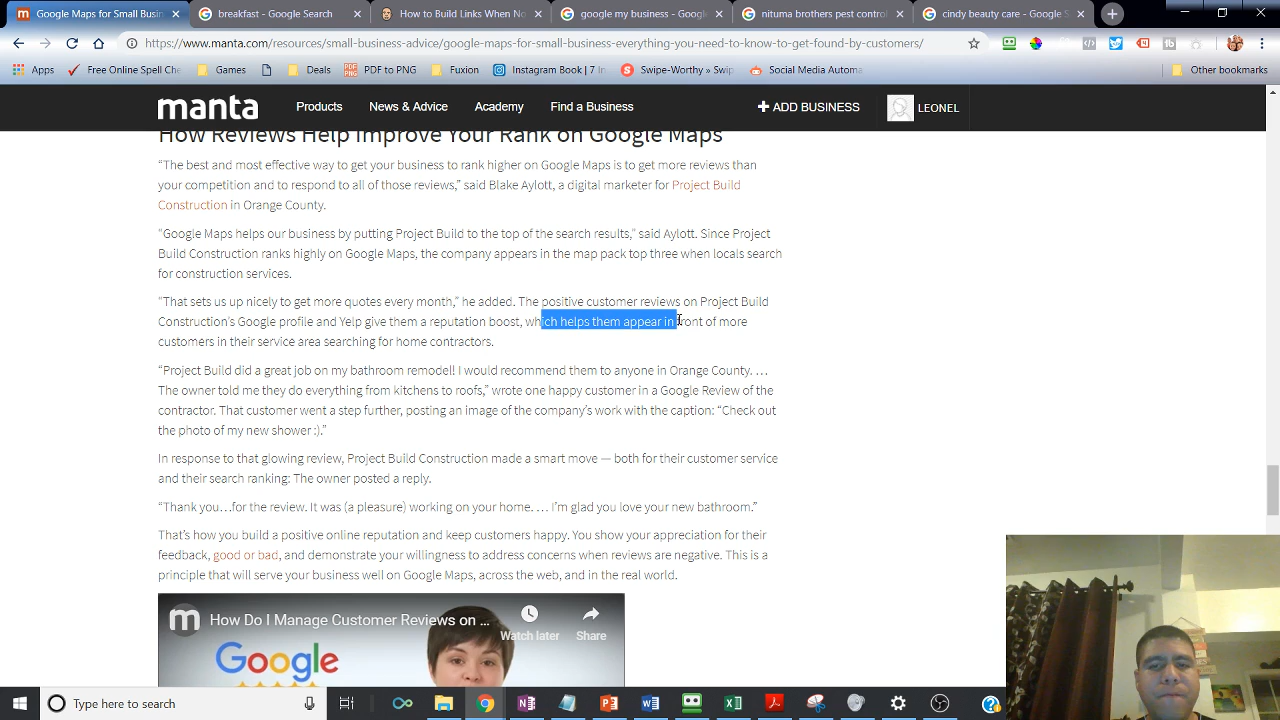 Google Maps for Small Busin
breakfast - Google Search
How to Build Links When No
google my business - Google
nituma brothers pest control
cindy beauty care - Google S
https://www.manta.com/resources/small-business-advice/google-maps-for-small-business-everything-you-need-to-know-to-get-found-by-customers/
Apps
Free Online Spell Che
Games
Deals
PDF to PNG
Fuxion
Instagram Book | 7 In
Swipe-Worthy » Swip
Social Media Automa
Other bookmarks
manta
Products
News & Advice
Academy
Find a Business
+ ADD BUSINESS
LEONEL
How Reviews Help Improve Your Rank on Google Maps
“The best and most effective way to get your business to rank higher on Google Maps is to get more reviews than
your competition and to respond to all of those reviews,” said Blake Aylott, a digital marketer for Project Build
Construction in Orange County.
“Google Maps helps our business by putting Project Build to the top of the search results,” said Aylott. Since Project
Build Construction ranks highly on Google Maps, the company appears in the map pack top three when locals search
for construction services.
“That sets us up nicely to get more quotes every month,” he added. The positive customer reviews on Project Build
Construction’s Google profile and Yelp give them a reputation boost, which helps them appear in front of more
customers in their service area searching for home contractors.
“Project Build did a great job on my bathroom remodel! I would recommend them to anyone in Orange County. …
The owner told me they do everything from kitchens to roofs,” wrote one happy customer in a Google Review of the
contractor. That customer went a step further, posting an image of the company’s work with the caption: “Check out
the photo of my new shower :).”
In response to that glowing review, Project Build Construction made a smart move — both for their customer service
and their search ranking: The owner posted a reply.
“Thank you…for the review. It was (a pleasure) working on your home. … I’m glad you love your new bathroom.”
That’s how you build a positive online reputation and keep customers happy. You show your appreciation for their
feedback, good or bad, and demonstrate your willingness to address concerns when reviews are negative. This is a
principle that will serve your business well on Google Maps, across the web, and in the real world.
m
How Do I Manage Customer Reviews on ...
Watch later
Share
Google
Type here to search